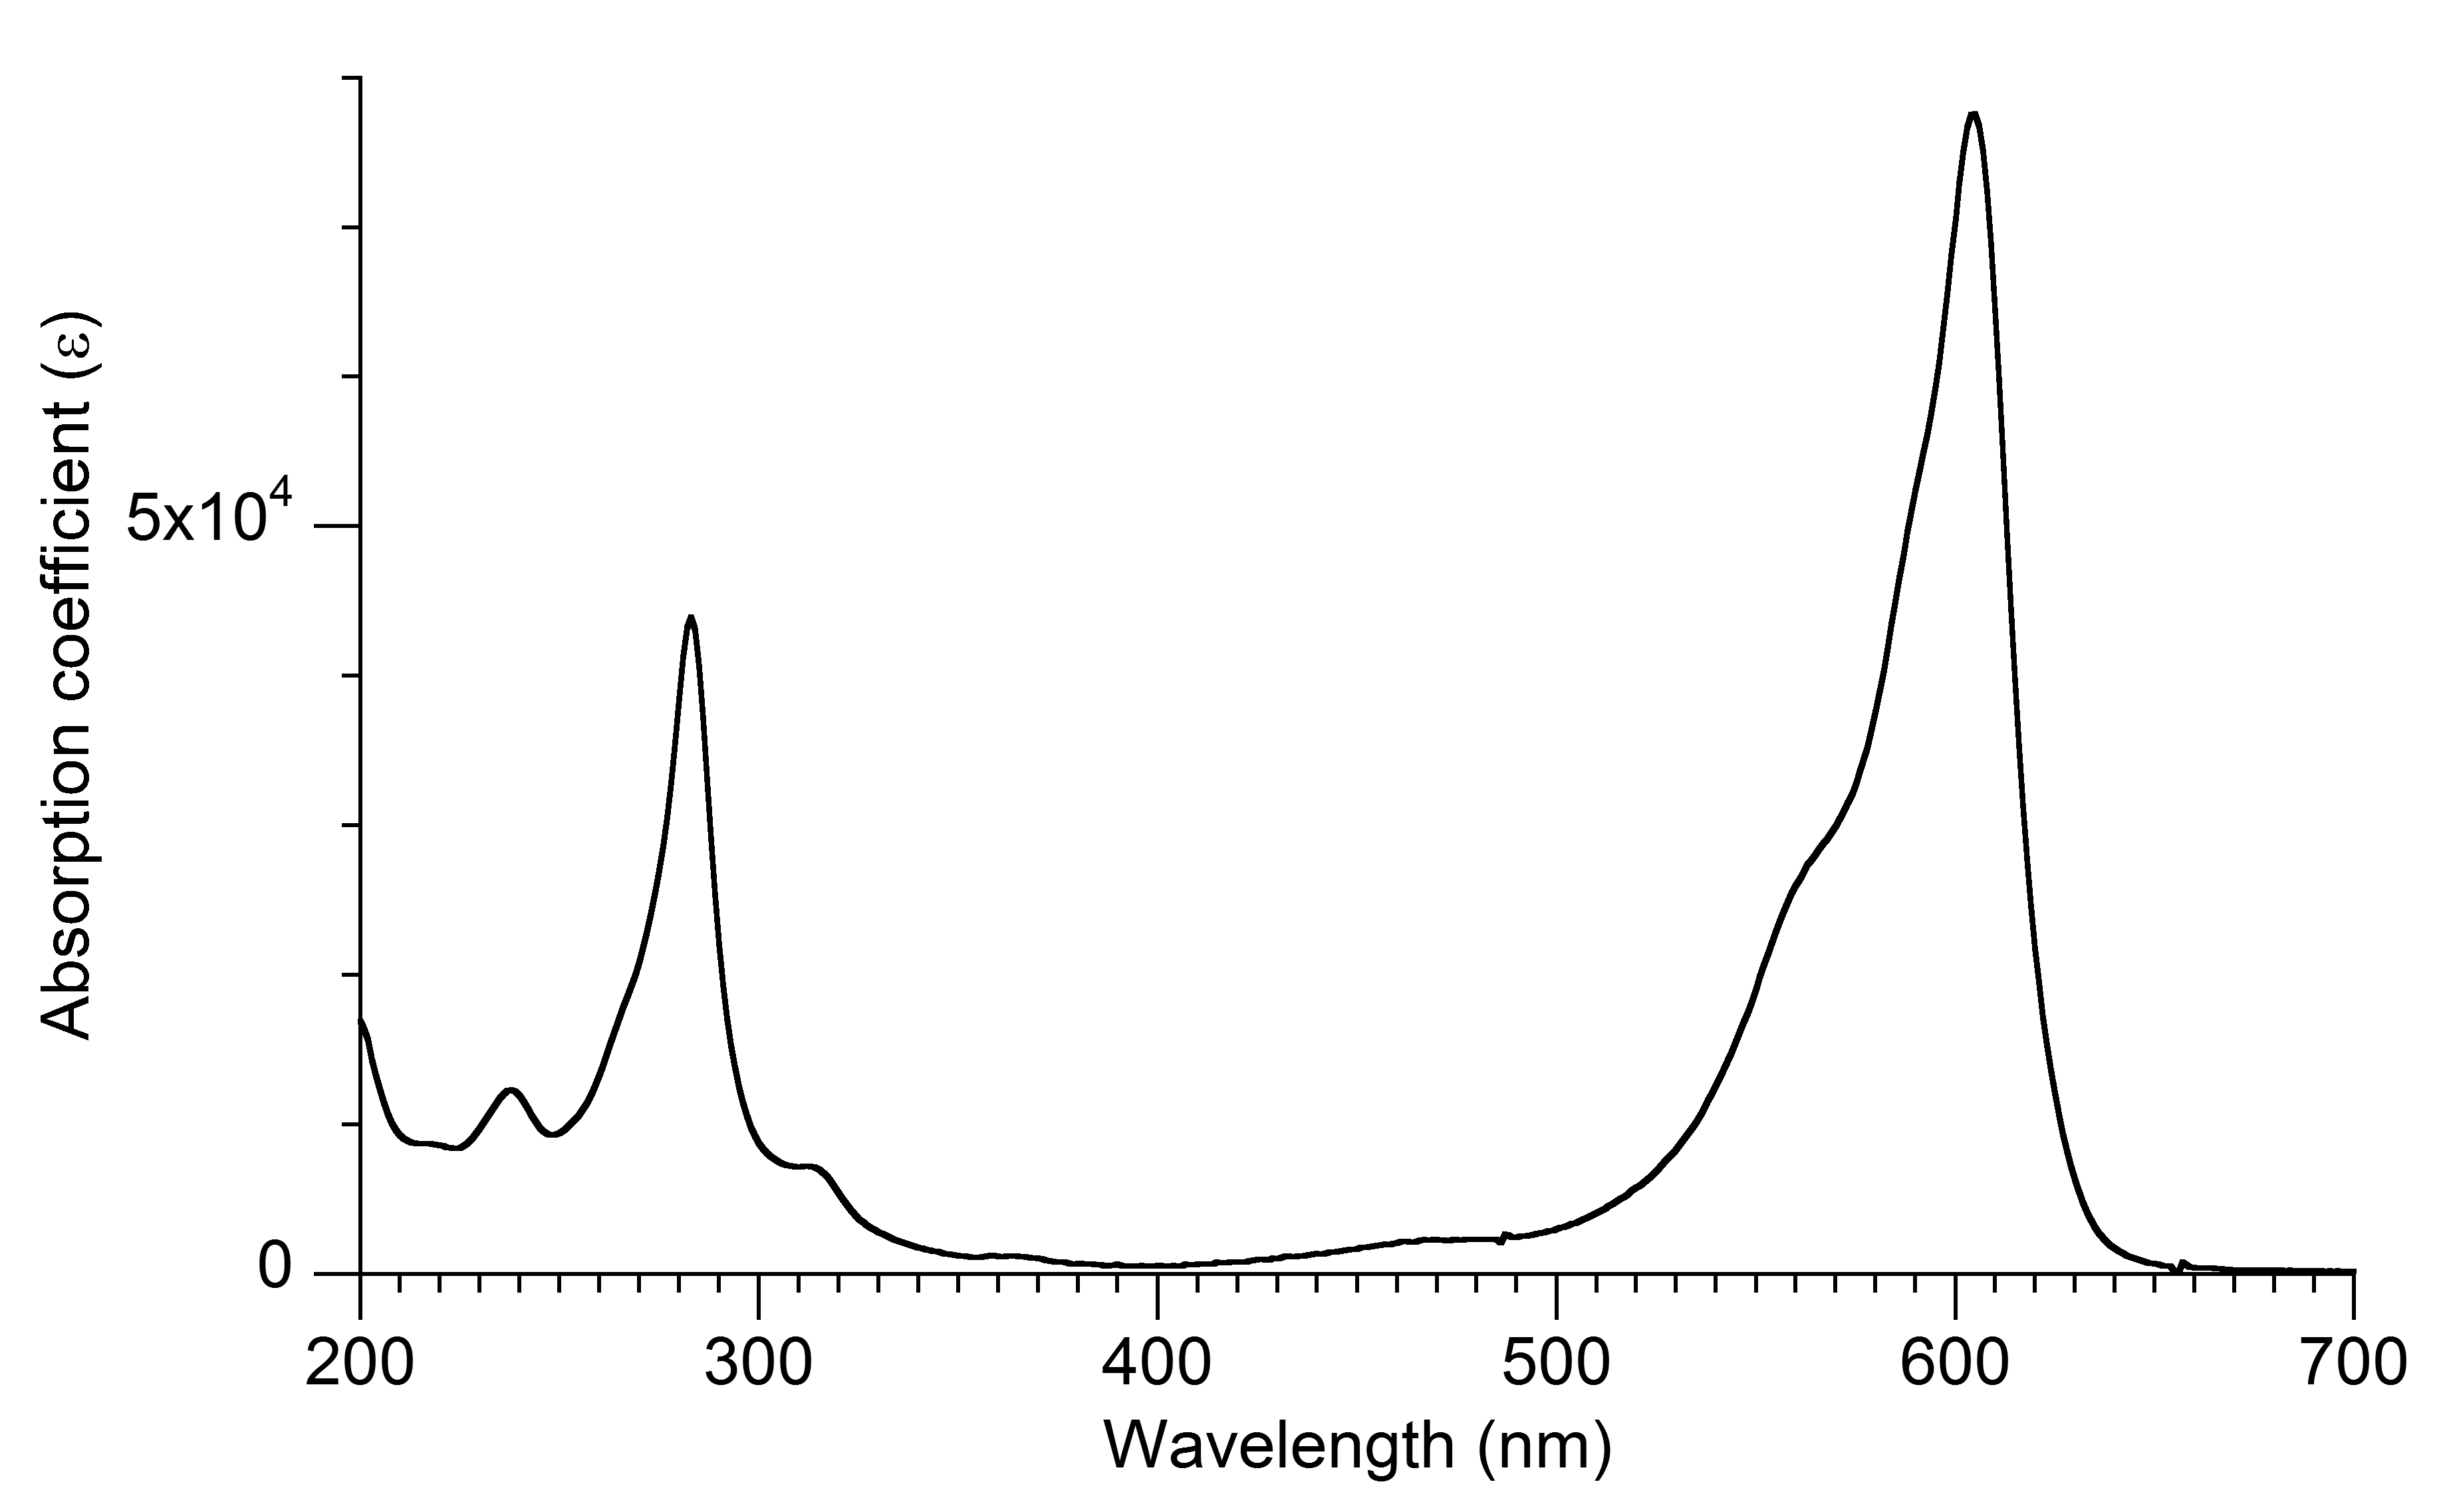 Absorption coefficient (ε)
5x10⁴
0
200 300 400 500 600 700
Wavelength (nm)